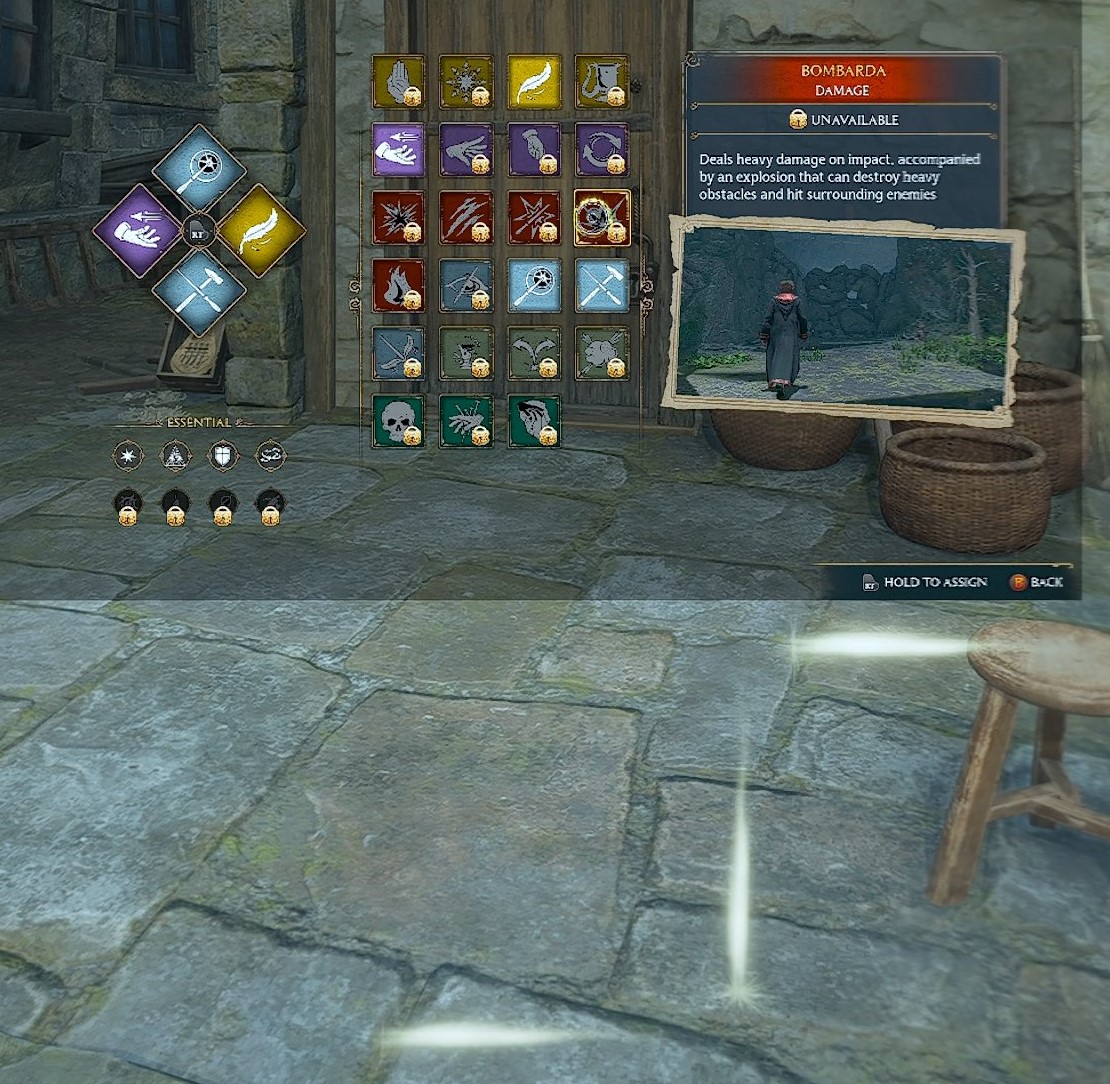 BOMBARDA
DAMAGE
UNAVAILABLE
Deals heavy damage on impact, accompanied
by an explosion that can destroy heavy
obstacles and hit surrounding enemies
RT
ESSENTIAL
RT HOLD TO ASSIGN B BACK